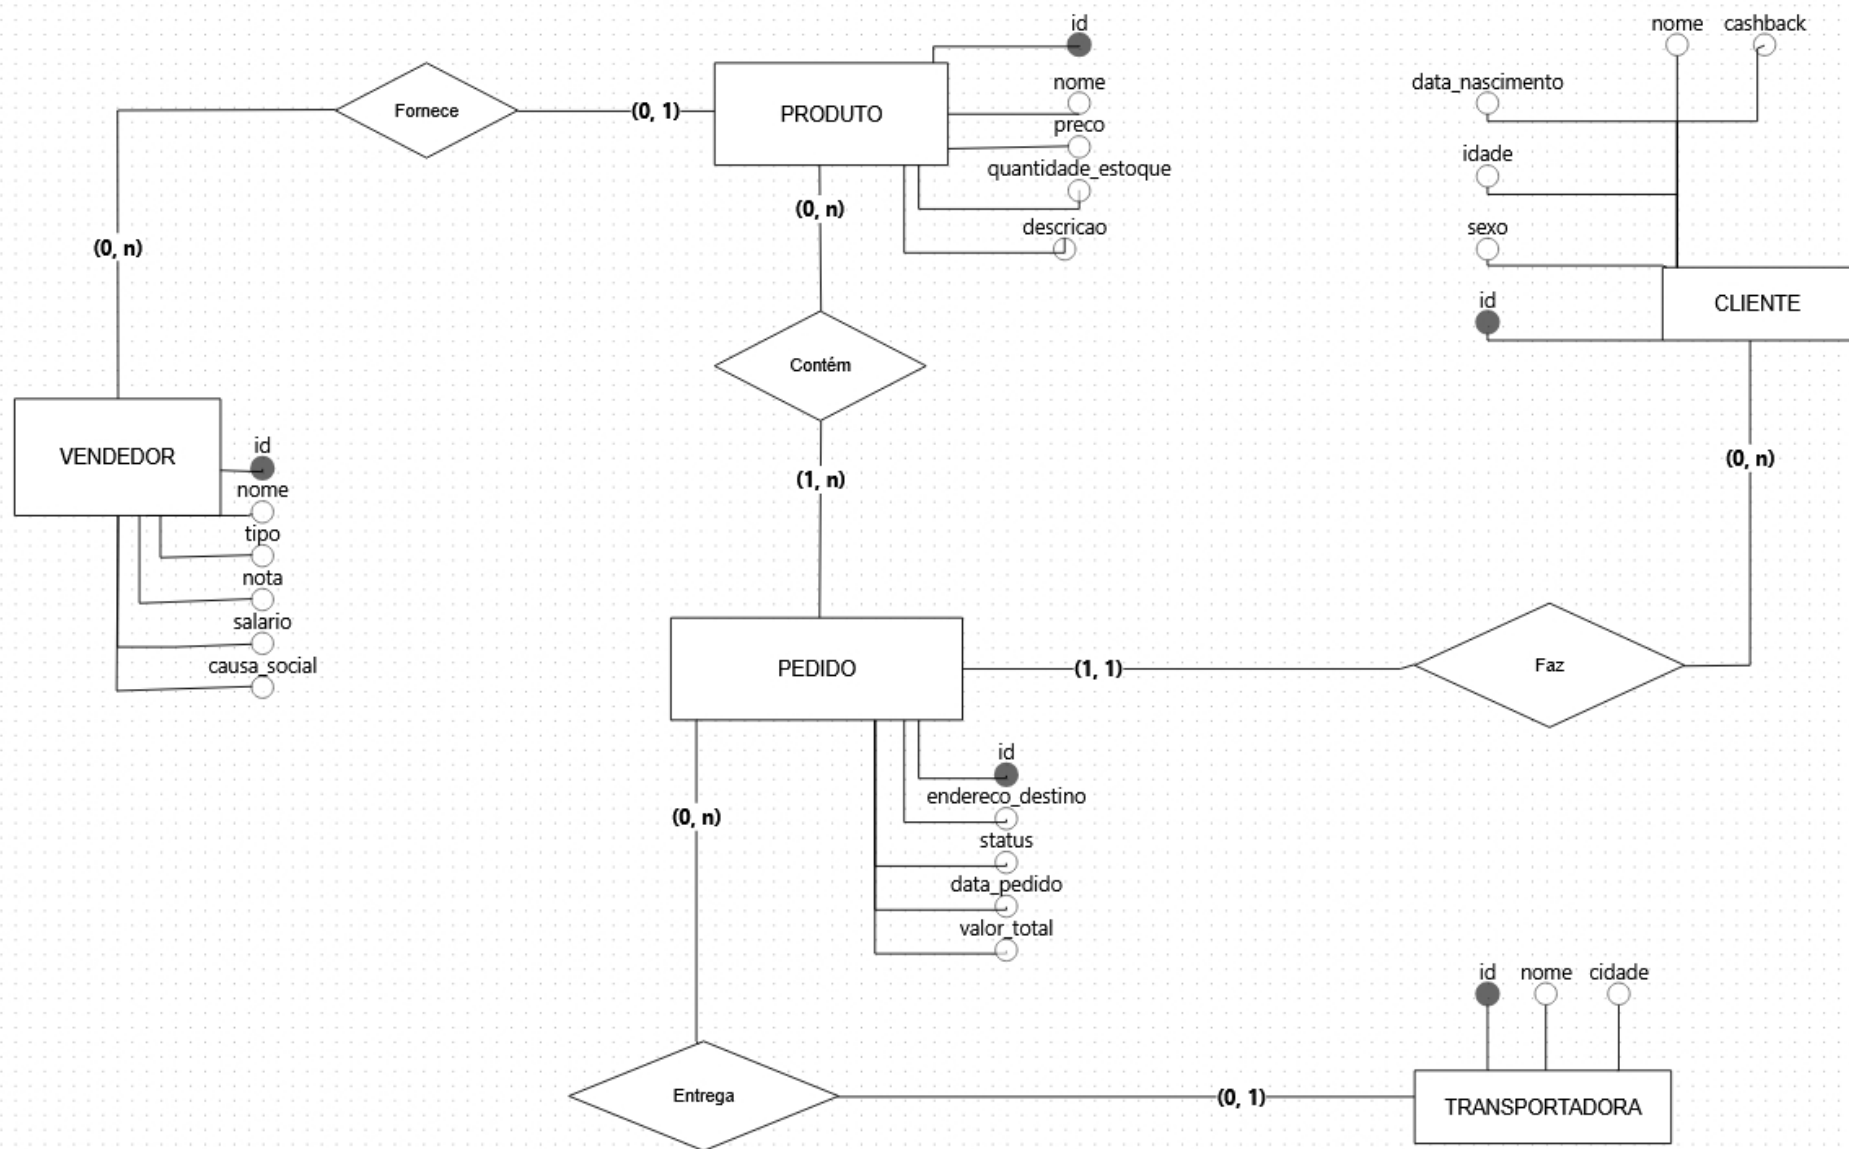 id
nome cashback
nome
data_nascimento
Fornece
(0, 1)
PRODUTO
preco
idade
quantidade_estoque
(0, n)
descricao
sexo
(0, n)
id
CLIENTE
Contém
VENDEDOR
id
(0, n)
nome
(1, n)
tipo
nota
salario
causa_social
PEDIDO
(1, 1)
Faz
id
endereco_destino
(0, n)
status
data_pedido
valor_total
id nome cidade
Entrega
(0, 1)
TRANSPORTADORA